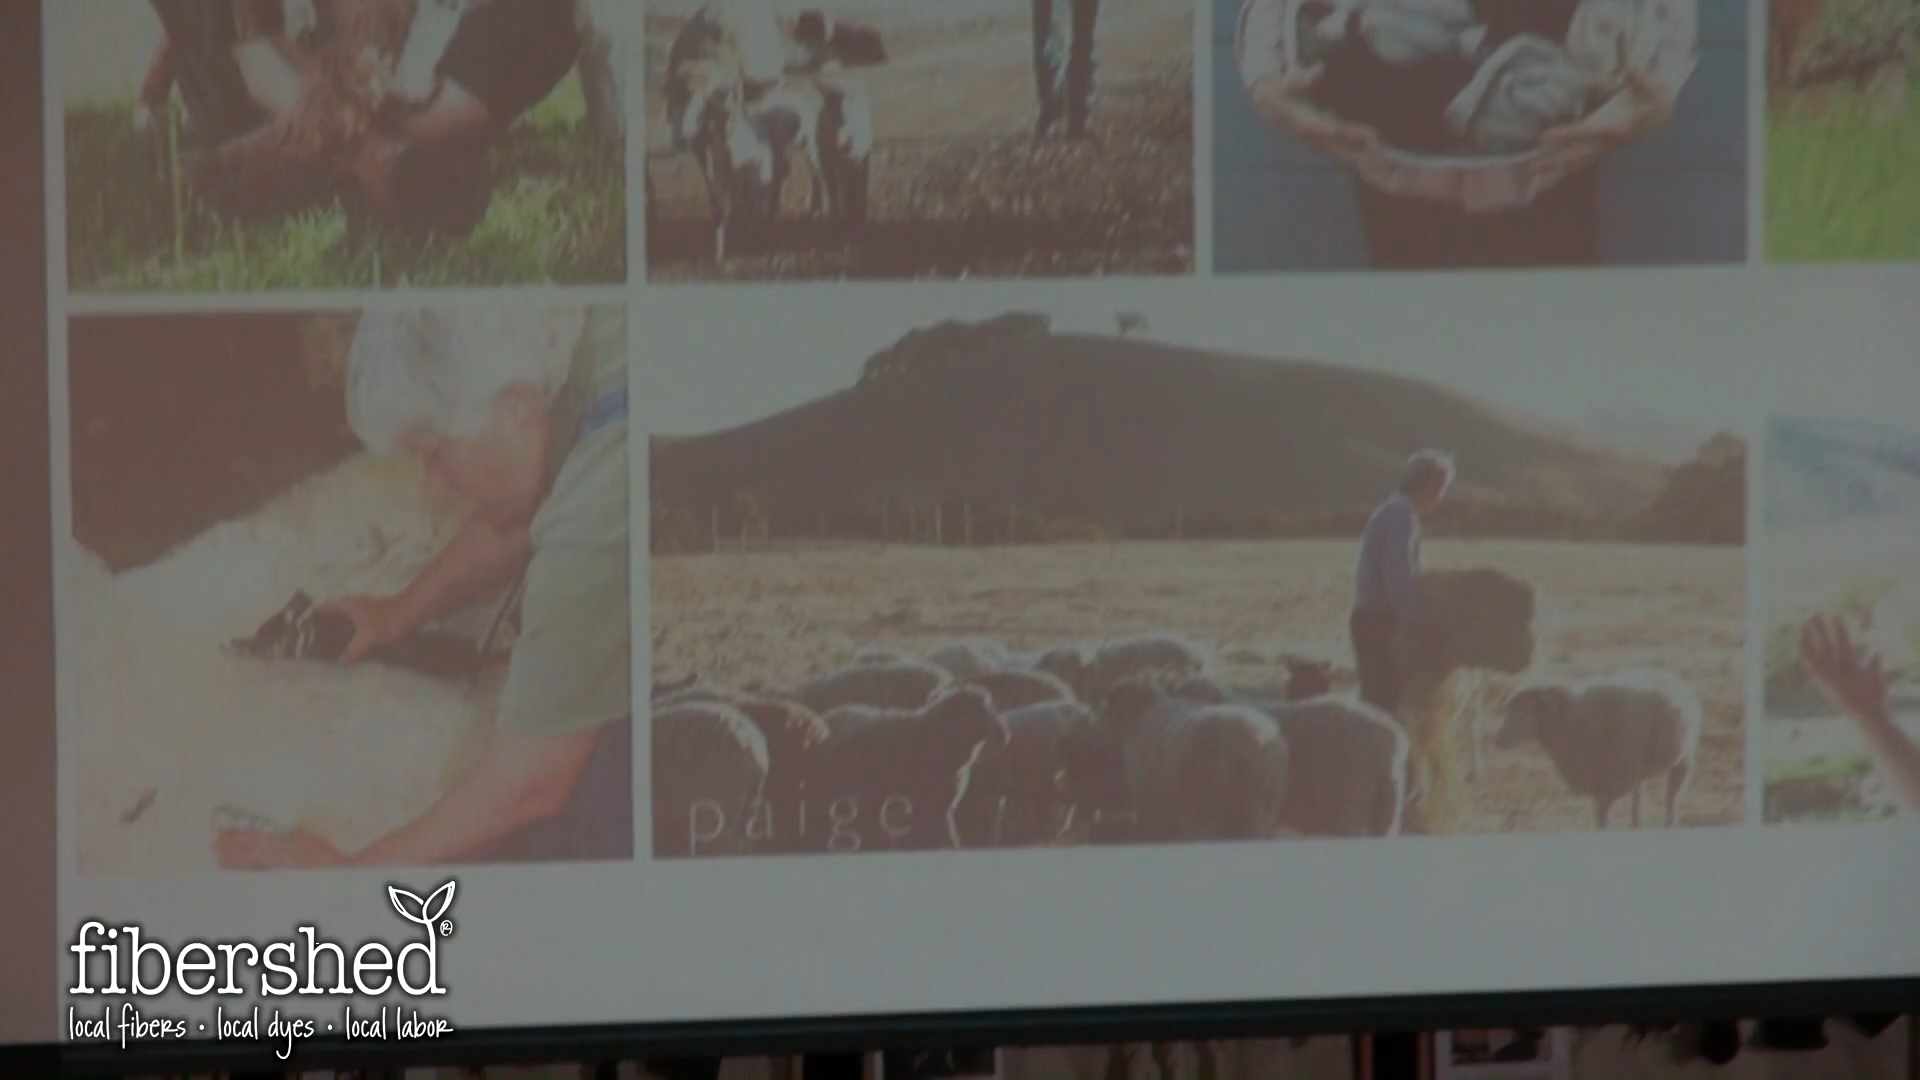 paige
fibershed®
local fibers • local dyes • local labor